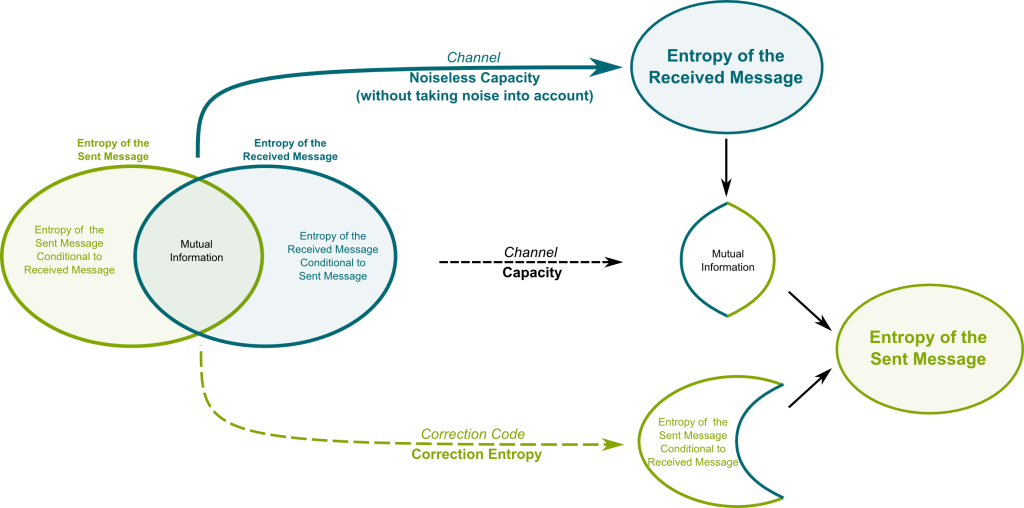 Channel
Noiseless Capacity
(without taking noise into account)
Entropy of the
Received Message
Entropy of the
Sent Message
Entropy of the
Received Message
Entropy of the
Sent Message
Conditional to
Received Message
Mutual
Information
Entropy of the
Received Message
Conditional to
Sent Message
Channel
Capacity
Mutual
Information
Entropy of the
Sent Message
Correction Code
Correction Entropy
Entropy of the
Sent Message
Conditional to
Received Message